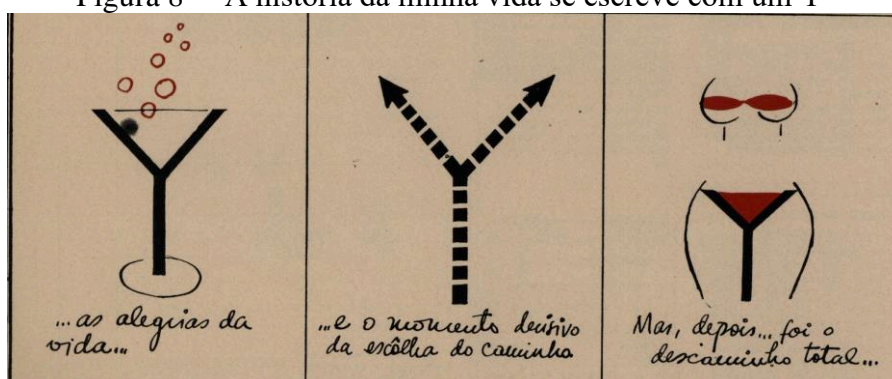 Figura 8 – A história da minha vida se escreve com um Y
...as alegrias da
vida...
...e o momento decisivo
da escôlha do caminho
Mas, depois... foi o
descaminho total...